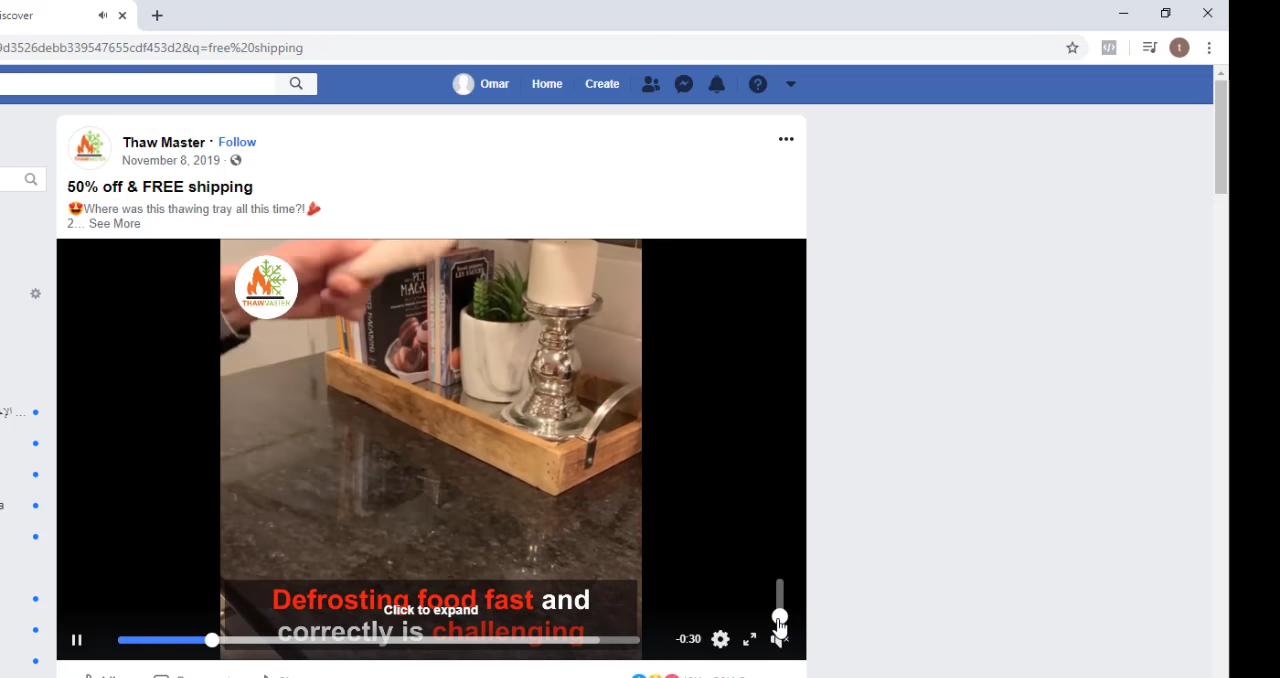 iscover
9d3526debb339547655cdf453d2&q=free%20shipping
t
Omar Home Create
Thaw Master · Follow
November 8, 2019 ·
50% off & FREE shipping
😍Where was this thawing tray all this time?!🥩
2... See More
THAWMASTER
PET
Defrosting food fast and
Click to expand
correctly is challenging
-0:30